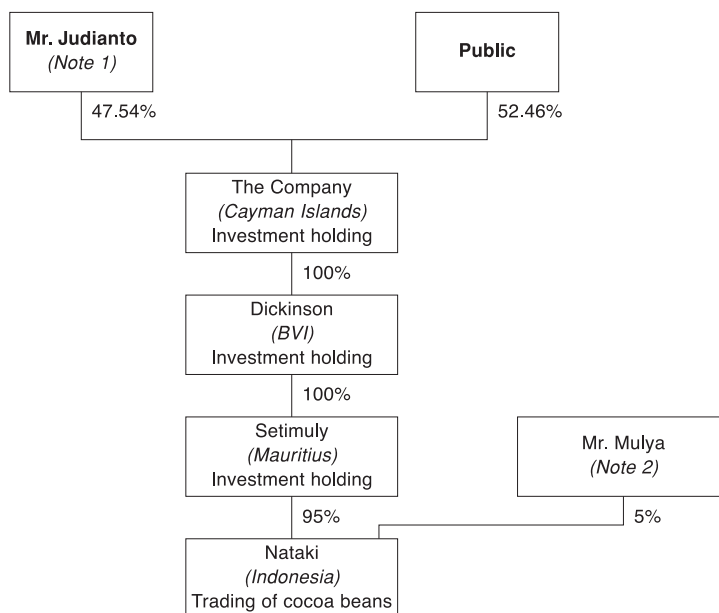 Mr. Judianto
(Note 1)
Public
47.54%
52.46%
The Company
(Cayman Islands)
Investment holding
100%
Dickinson
(BVI)
Investment holding
100%
Setimuly
(Mauritius)
Investment holding
Mr. Mulya
(Note 2)
95%
5%
Nataki
(Indonesia)
Trading of cocoa beans